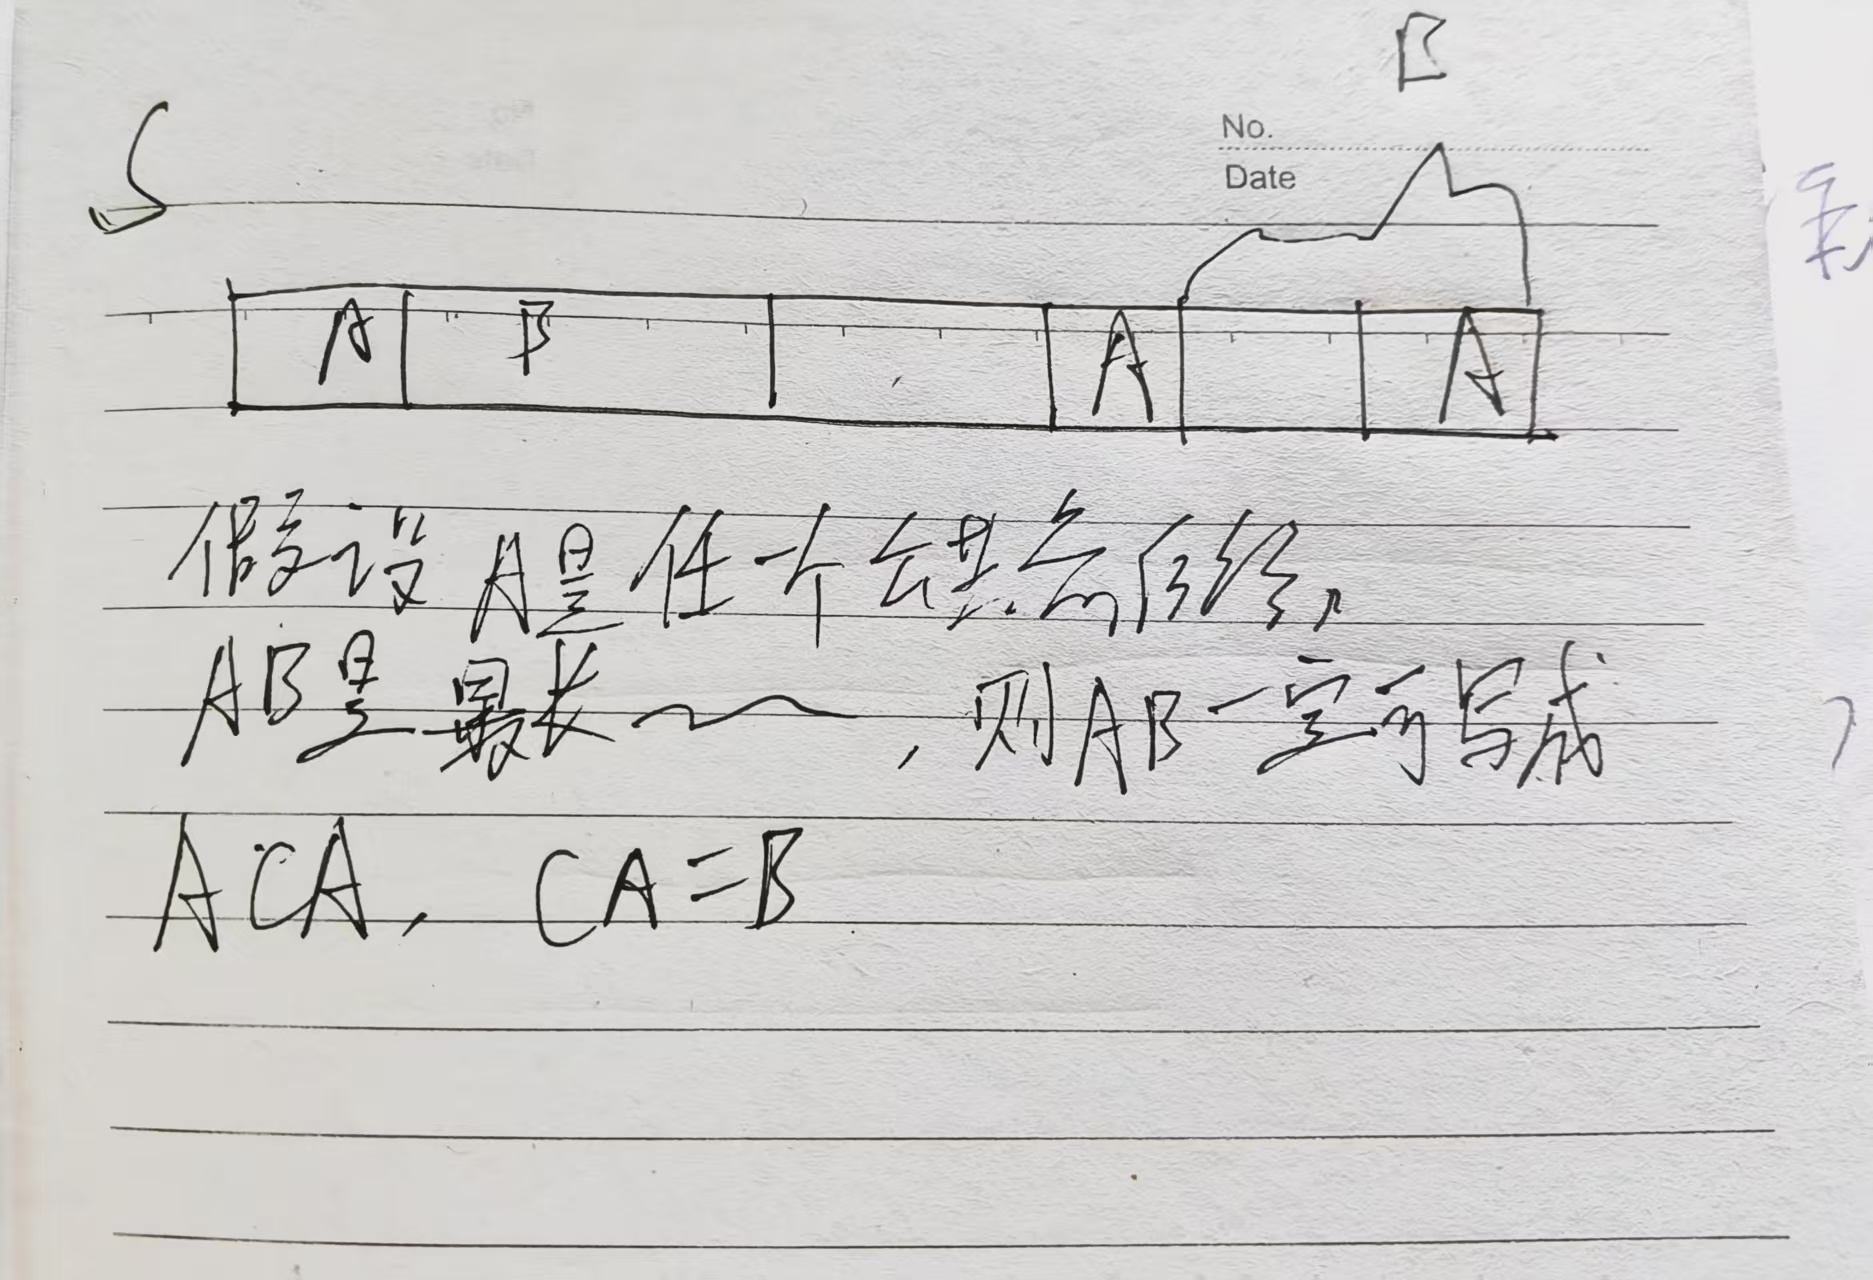 B
No.
Date
S
A B A A
假设A是任一个公共前后缀,
AB是最长～,则AB一定可写成
ACA, CA=B